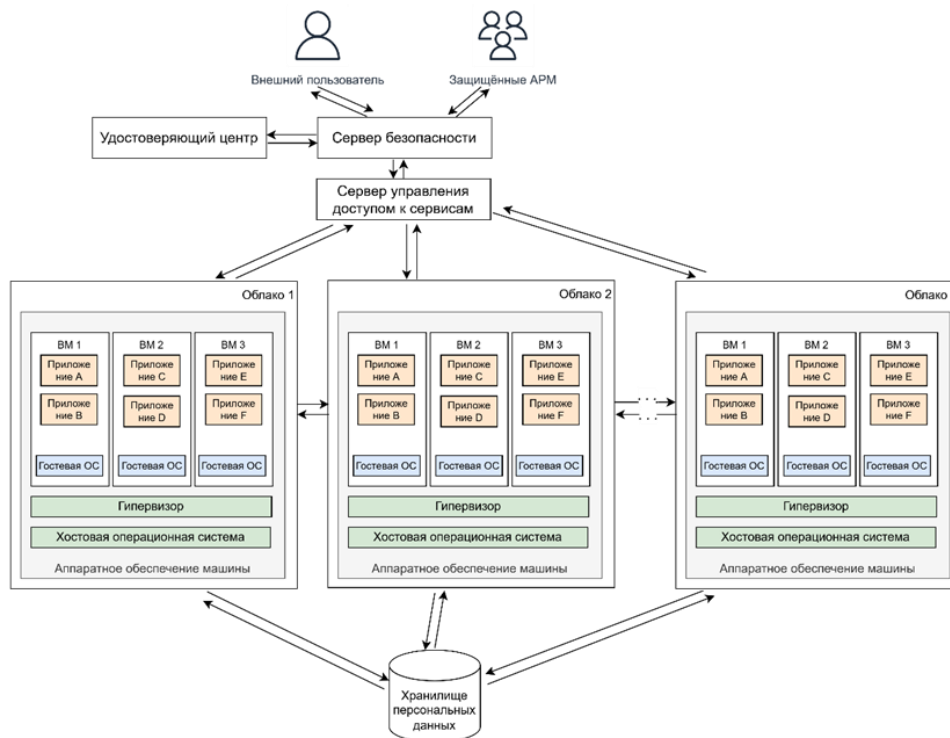 Внешний пользователь
Защищённые АРМ
Удостоверяющий центр
Сервер безопасности
Сервер управления
доступом к сервисам
Облако 1
ВМ 1
Приложе
ние A
Приложе
ние B
Гостевая ОС
ВМ 2
Приложе
ние C
Приложе
ние D
Гостевая ОС
ВМ 3
Приложе
ние E
Приложе
ние F
Гостевая ОС
Гипервизор
Хостовая операционная система
Аппаратное обеспечение машины
Облако 2
ВМ 1
Приложе
ние A
Приложе
ние B
Гостевая ОС
ВМ 2
Приложе
ние C
Приложе
ние D
Гостевая ОС
ВМ 3
Приложе
ние E
Приложе
ние F
Гостевая ОС
Гипервизор
Хостовая операционная система
Аппаратное обеспечение машины
...
...
Облако
ВМ 1
Приложе
ние A
Приложе
ние B
Гостевая ОС
ВМ 2
Приложе
ние C
Приложе
ние D
Гостевая ОС
ВМ 3
Приложе
ние E
Приложе
ние F
Гостевая ОС
Гипервизор
Хостовая операционная система
Аппаратное обеспечение машины
Хранилище
персональных
данных